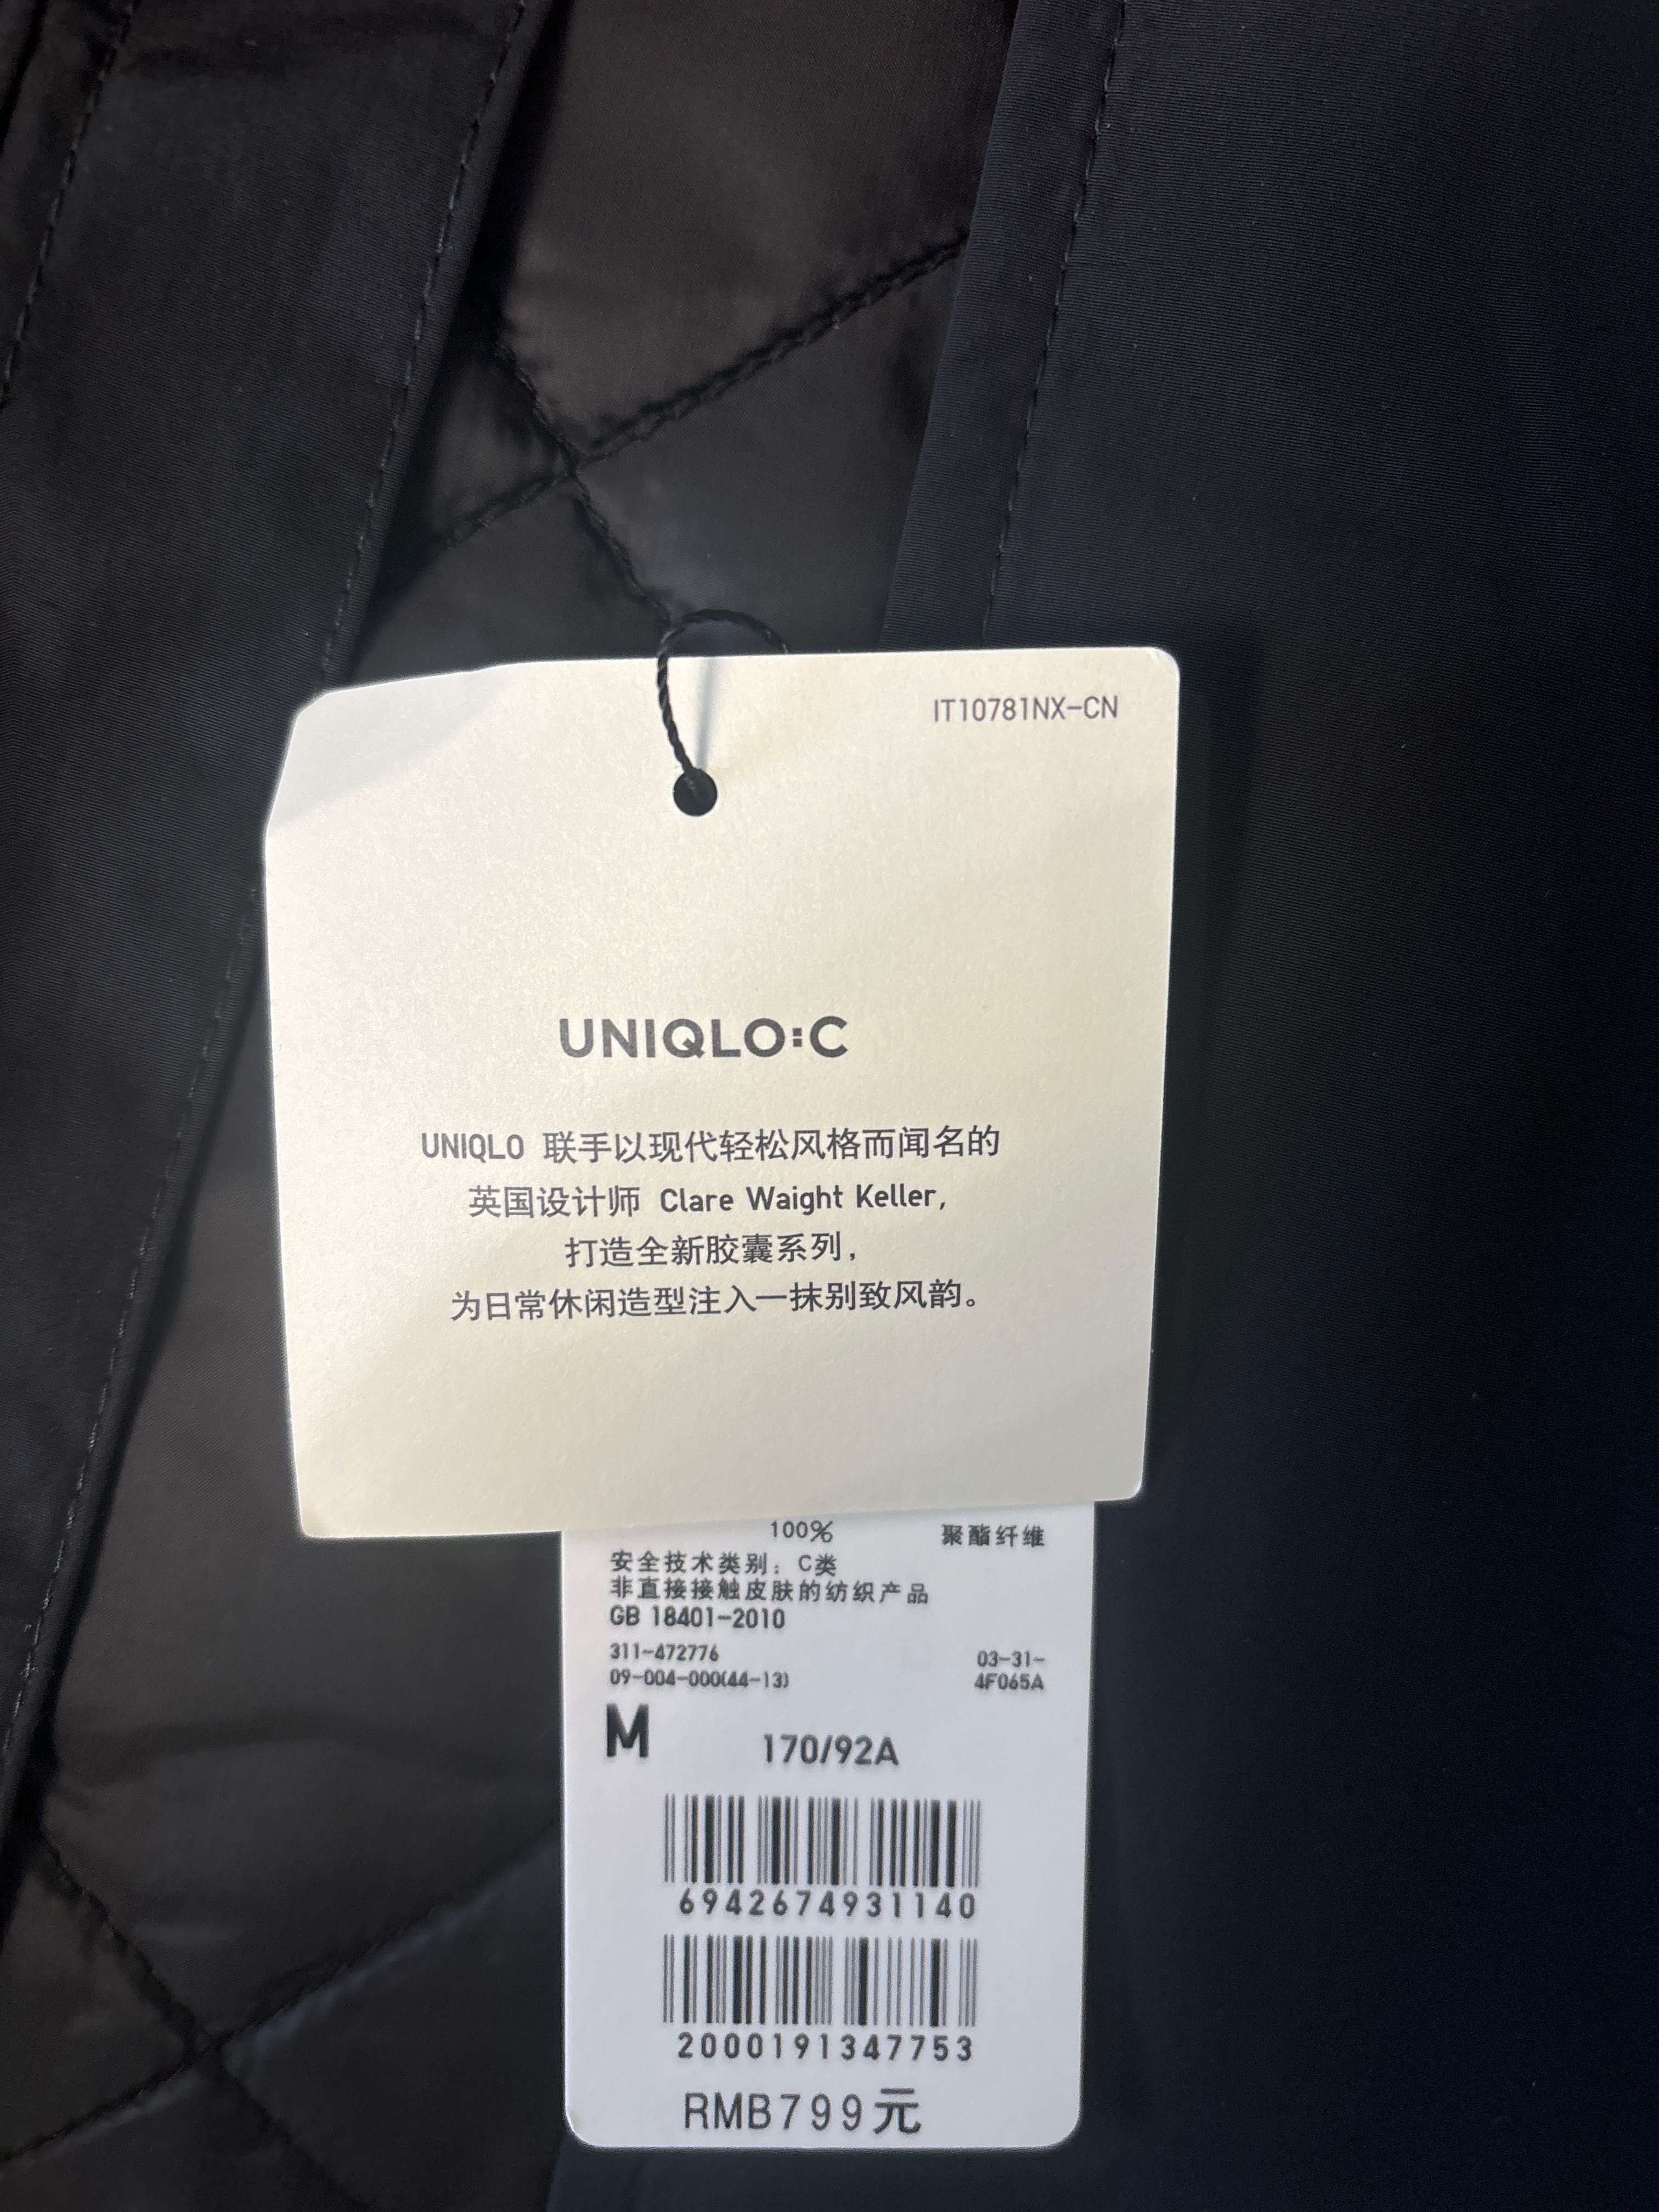 IT10781NX-CN
UNIQLO:C
UNIQLO 联手以现代轻松风格而闻名的
英国设计师 Clare Waight Keller,
打造全新胶囊系列，
为日常休闲造型注入一抹别致风韵。
100% 聚酯纤维
安全技术类别：C类
非直接接触皮肤的纺织产品
GB 18401-2010
311-472776 03-31-
09-004-000(44-13) 4F065A
M 170/92A
6942674931140
2000191347753
RMB799元